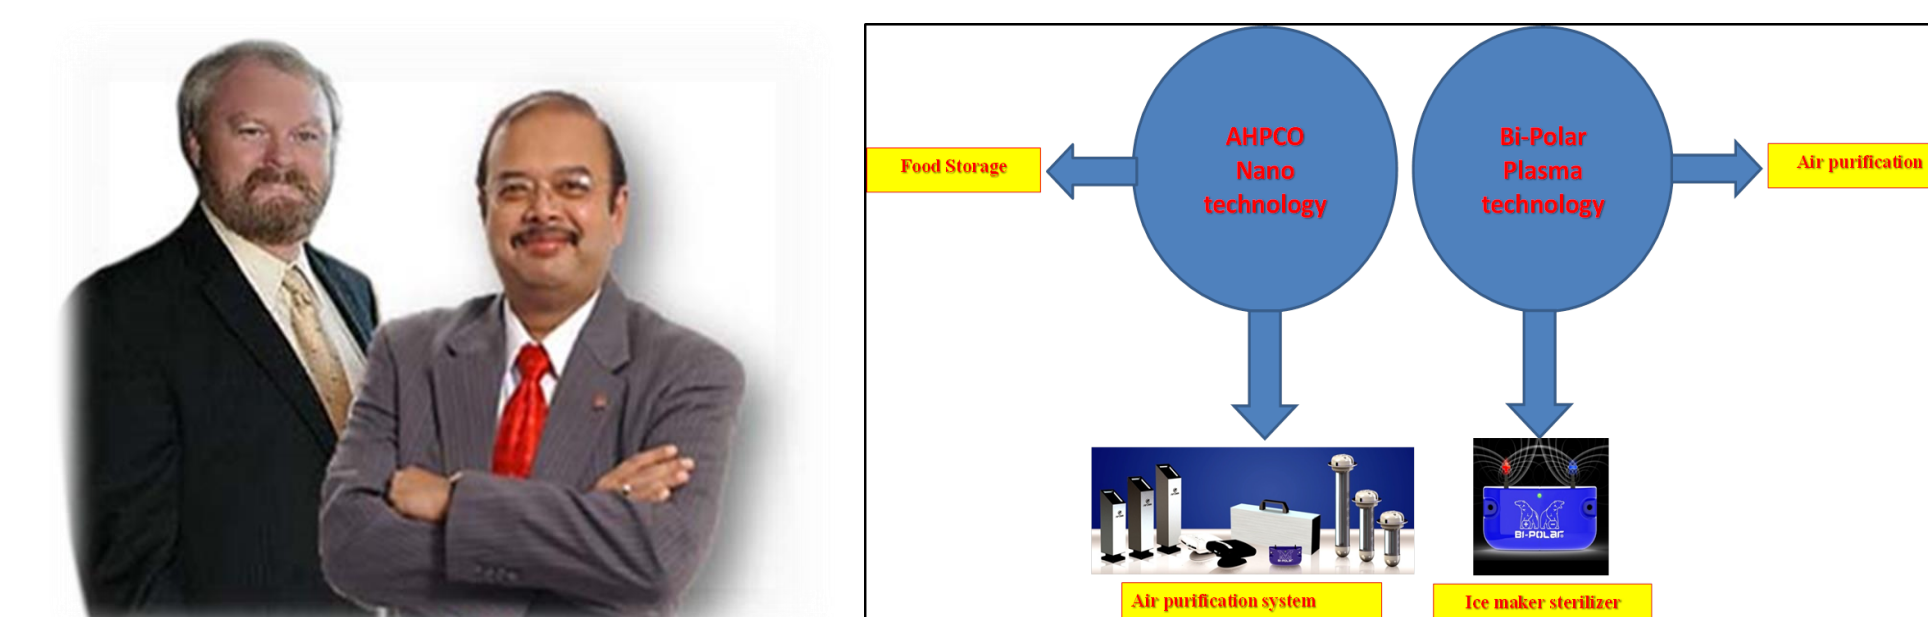 AHPCO
Nano
technology
Bi-Polar
Plasma
technology
Food Storage
Air purification
BI-POLar
Air purification system
Ice maker sterilizer